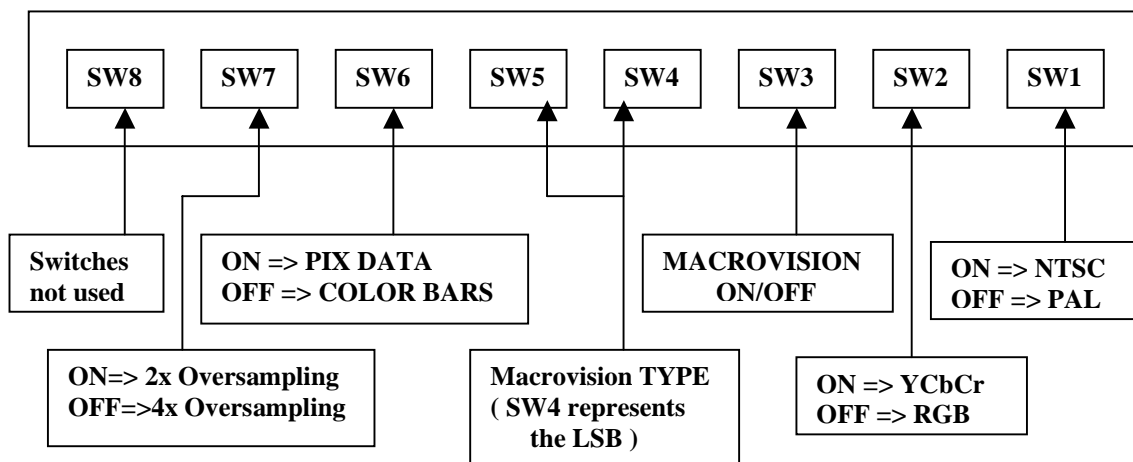 SW8 SW7 SW6 SW5 SW4 SW3 SW2 SW1
Switches
not used
ON => PIX DATA
OFF => COLOR BARS
MACROVISION
ON/OFF
ON => NTSC
OFF => PAL
ON=> 2x Oversampling
OFF=>4x Oversampling
Macrovision TYPE
( SW4 represents
the LSB )
ON => YCbCr
OFF => RGB